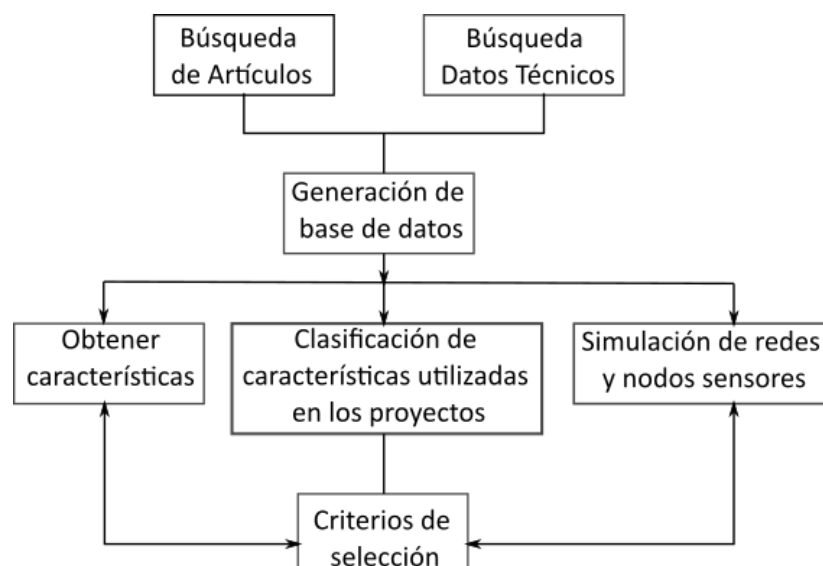 Búsqueda
de Artículos
Búsqueda
Datos Técnicos
Generación de
base de datos
Obtener
características
Clasificación de
características utilizadas
en los proyectos
Simulación de redes
y nodos sensores
Criterios de
selección